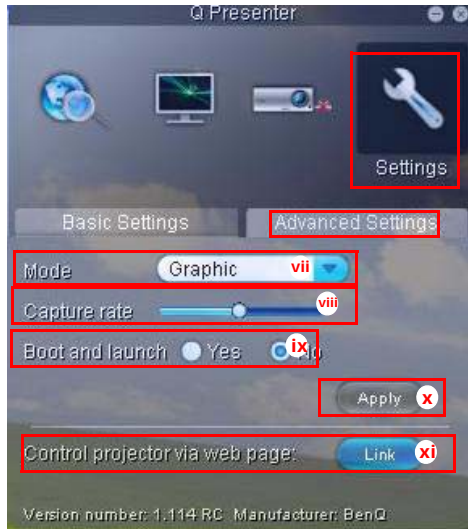 Q Presenter
Settings
Basic Settings Advanced Settings
Mode Graphic vii
Capture rate viii
Boot and launch Yes ix No
Apply x
Control projector via web page: Link xi
Version number: 1.114 RC Manufacturer: BenQ